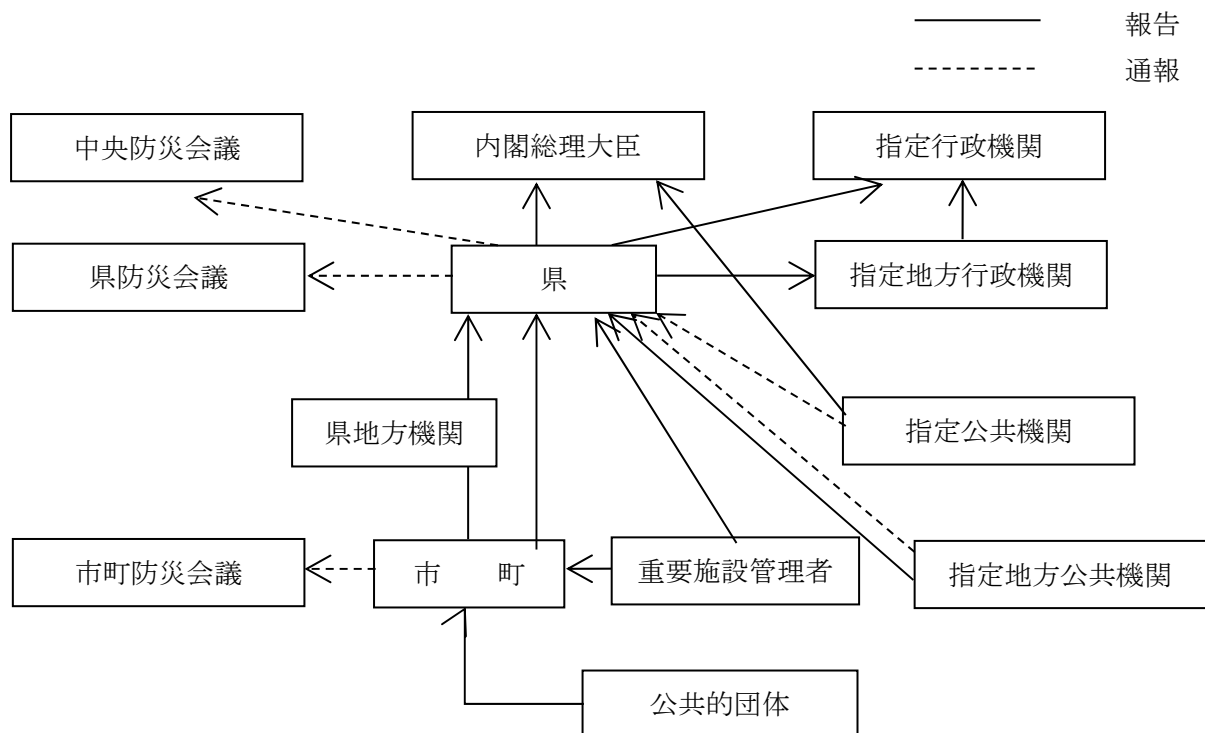 報告
通報
中央防災会議
内閣総理大臣
指定行政機関
県防災会議
県
指定地方行政機関
県地方機関
指定公共機関
市町防災会議
市　　町
重要施設管理者
指定地方公共機関
公共的団体